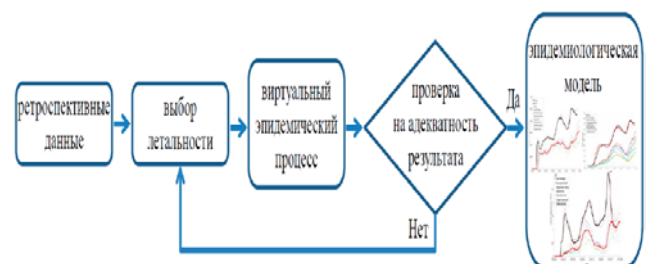 ретроспективные
данные
выбор
летальности
виртуальный
эпидемический
процесс
проверка
на адекватность
результата
Да
Нет
эпидемиологическая
модель